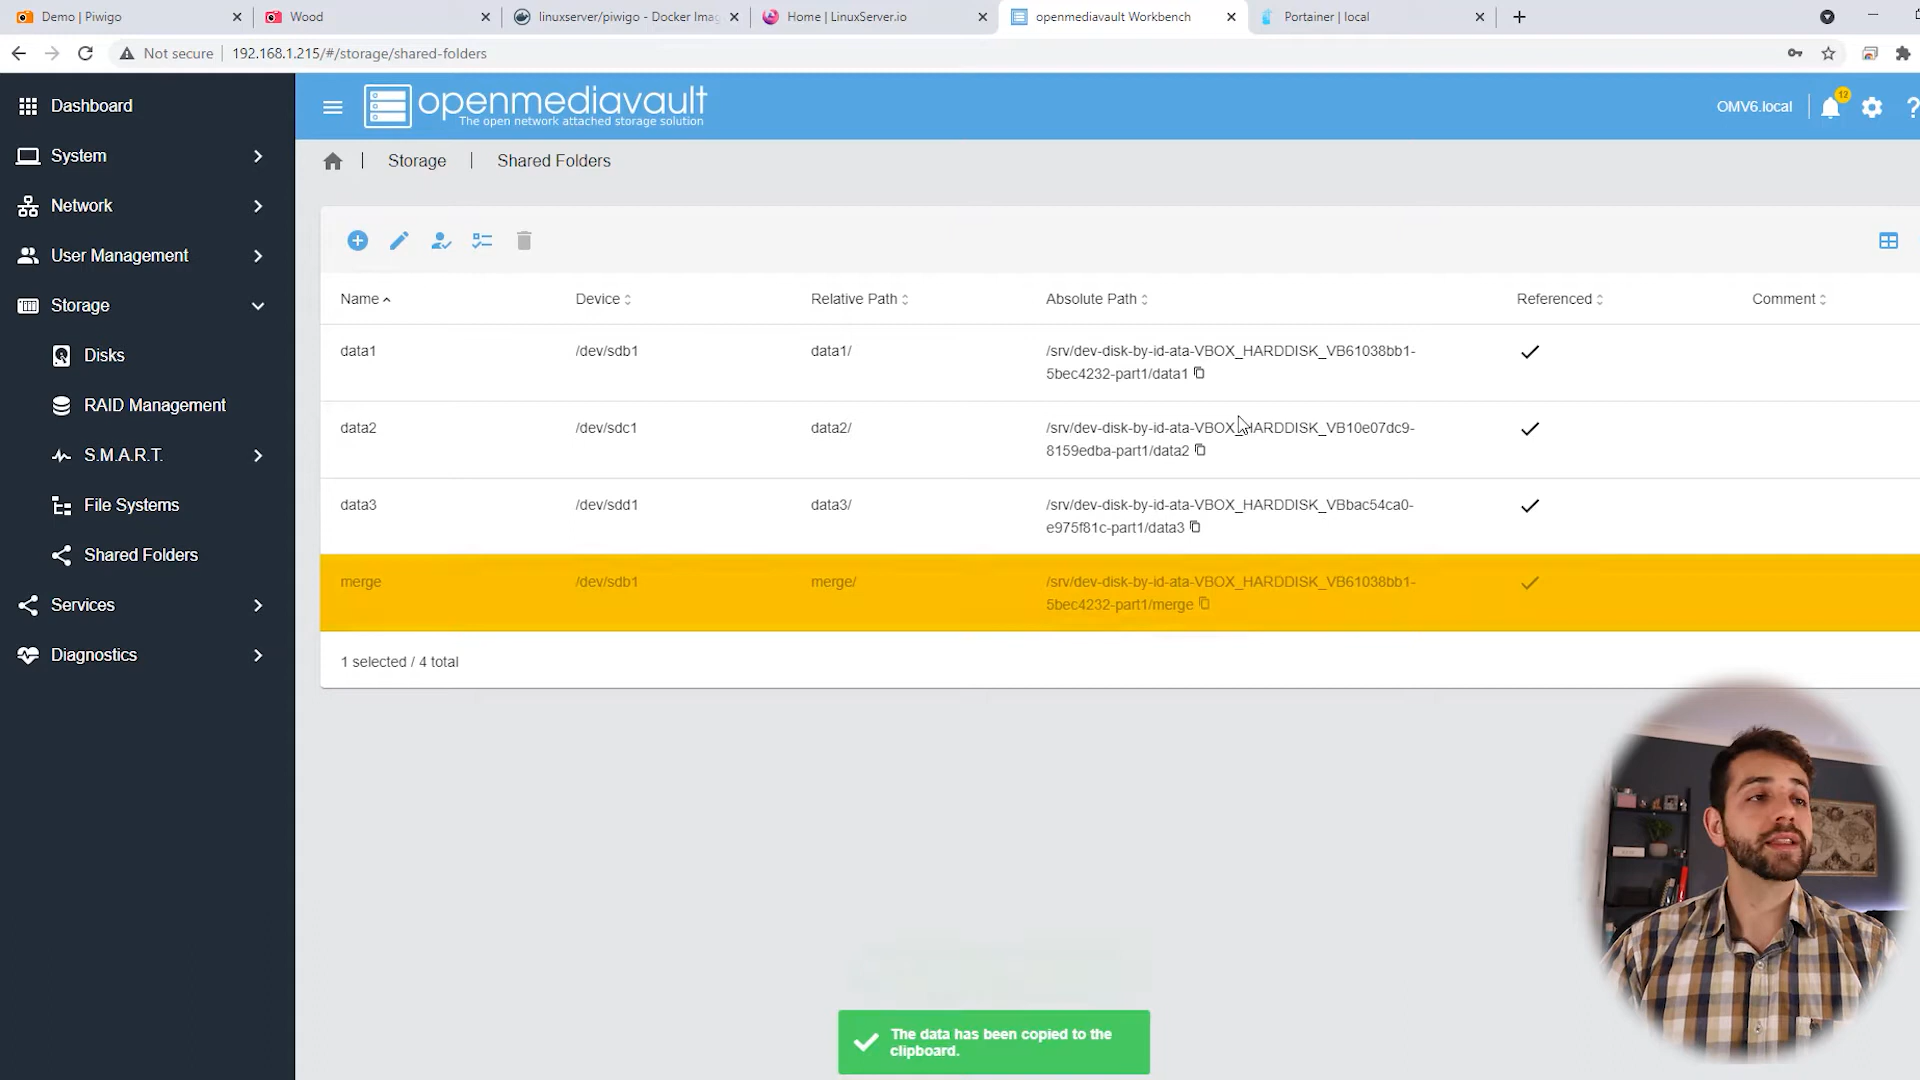 Demo | Piwigo
Wood
linuxserver/piwigo - Docker Imag
Home | LinuxServer.io
openmediavault Workbench
Portainer | local
Not secure
192.168.1.215/#/storage/shared-folders
Dashboard
System
Network
User Management
Storage
Disks
RAID Management
S.M.A.R.T.
File Systems
Shared Folders
Services
Diagnostics
openmediavault
The open network attached storage solution
OMV6.local
12
Storage | Shared Folders
Name Device Relative Path Absolute Path Referenced Comment
data1 /dev/sdb1 data1/ /srv/dev-disk-by-id-ata-VBOX_HARDDISK_VB61038bb1-
5bec4232-part1/data1
data2 /dev/sdc1 data2/ /srv/dev-disk-by-id-ata-VBOX_HARDDISK_VB10e07dc9-
8159edba-part1/data2
data3 /dev/sdd1 data3/ /srv/dev-disk-by-id-ata-VBOX_HARDDISK_VBbac54ca0-
e975f81c-part1/data3
merge /dev/sdb1 merge/ /srv/dev-disk-by-id-ata-VBOX_HARDDISK_VB61038bb1-
5bec4232-part1/merge
1 selected / 4 total
The data has been copied to the
clipboard.